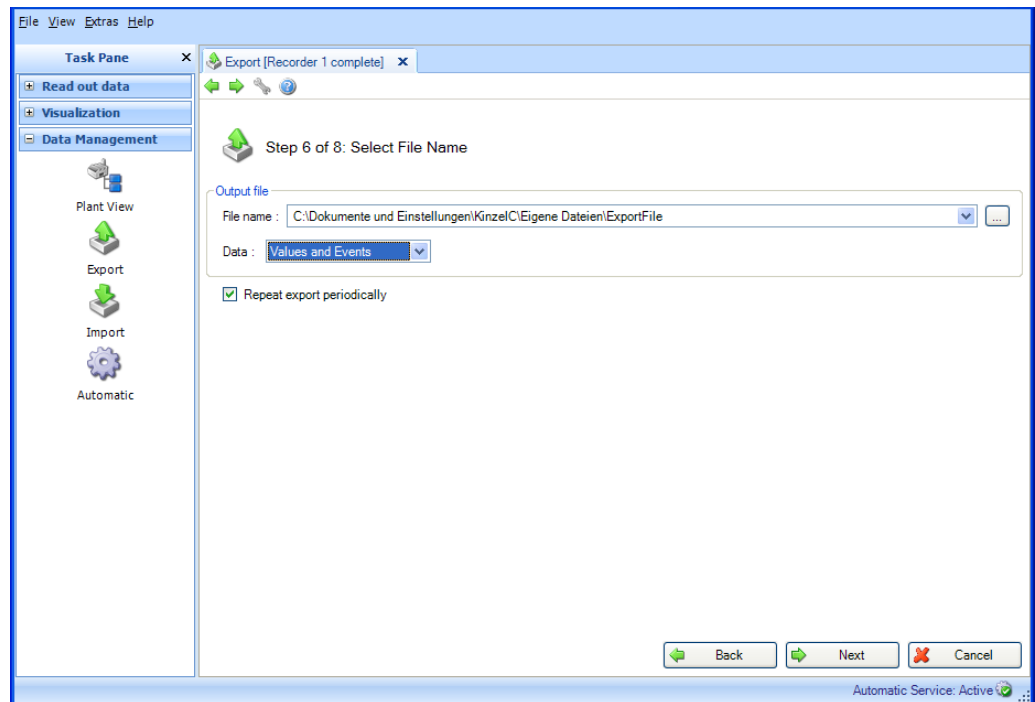 File View Extras Help
Task Pane
Export [Recorder 1 complete]
Read out data
Visualization
Data Management
Plant View
Export
Import
Automatic
Step 6 of 8: Select File Name
Output file
File name : C:\Dokumente und Einstellungen\KinzelC\Eigene Dateien\ExportFile ...
Data : Values and Events
Repeat export periodically
Back Next Cancel
Automatic Service: Active